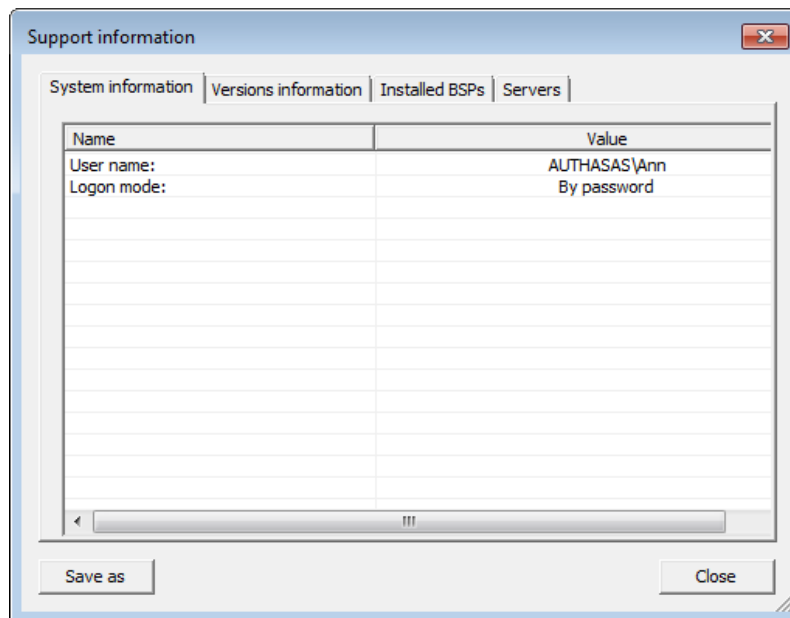 Support information
System information Versions information Installed BSPs Servers
Name Value
User name: AUTHASAS\Ann
Logon mode: By password
Save as Close